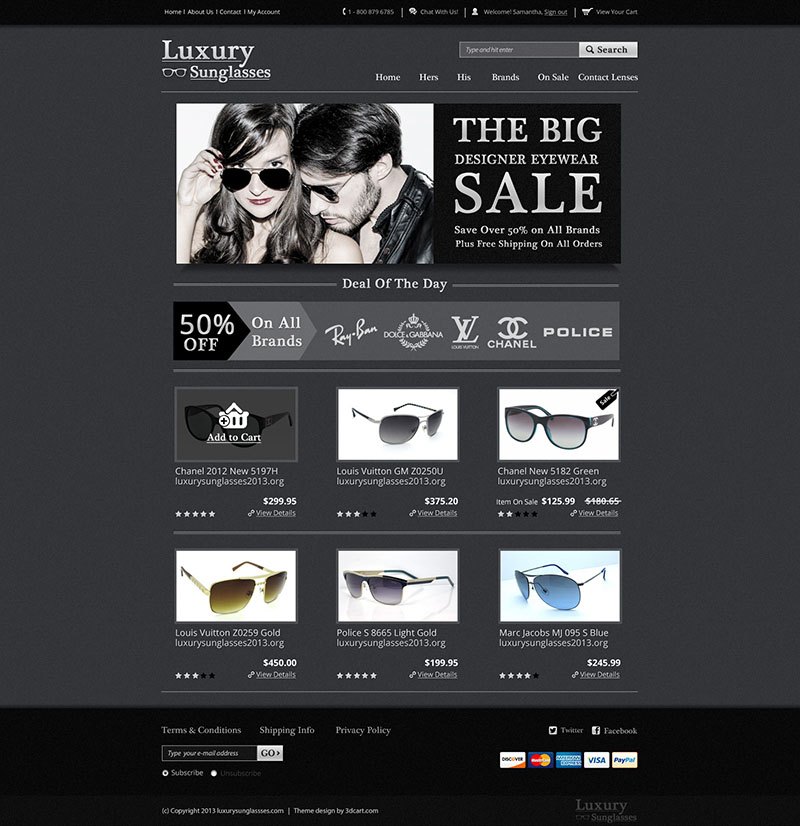 Home | About Us | Contact | My Account
1 - 800 879 6785 | Chat With Us! | Welcome! Samantha, Sign out | View Your Cart
Luxury
Sunglasses
Type and hit enter Search
Home Hers His Brands On Sale Contact Lenses
THE BIG
DESIGNER EYEWEAR
SALE
Save Over 50% on All Brands
Plus Free Shipping On All Orders
Deal Of The Day
50%
OFF
On All
Brands
Ray-Ban
DOLCE & GABBANA
LV
LOUIS VUITTON
CHANEL
POLICE
Add to Cart
Sale
Chanel 2012 New 5197H
luxurysunglasses2013.org
$299.95
View Details
Louis Vuitton GM Z0250U
luxurysunglasses2013.org
$375.20
View Details
Chanel New 5182 Green
luxurysunglasses2013.org
Item On Sale $125.99 $180.65
View Details
Louis Vuitton Z0259 Gold
luxurysunglasses2013.org
$450.00
View Details
Police S 8665 Light Gold
luxurysunglasses2013.org
$199.95
View Details
Marc Jacobs MJ 095 S Blue
luxurysunglasses2013.org
$245.99
View Details
Terms & Conditions Shipping Info Privacy Policy
Twitter Facebook
Type your e-mail address GO
Subscribe Unsubscribe
DISCOVER MasterCard AMERICAN EXPRESS VISA PayPal
(c) Copyright 2013 luxurysunglassses.com | Theme design by 3dcart.com
Luxury
Sunglasses